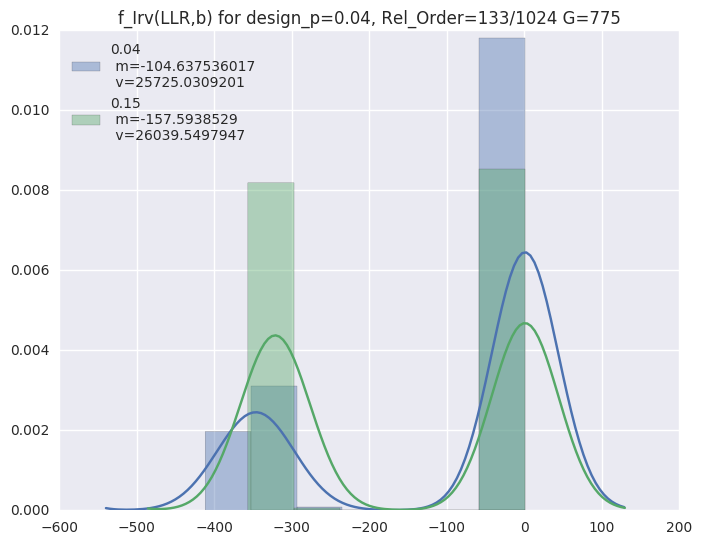 f_Irv(LLR,b) for design_p=0.04, Rel_Order=133/1024 G=775
0.04
m=-104.637536017
v=25725.0309201
0.15
m=-157.5938529
v=26039.5497947
0.012
0.010
0.008
0.006
0.004
0.002
0.000
−600 −500 −400 −300 −200 −100 0 100 200